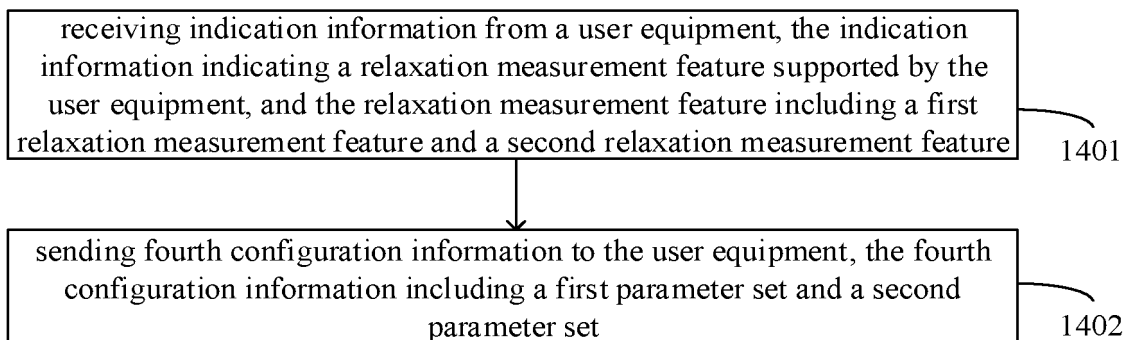 receiving indication information from a user equipment, the indication
information indicating a relaxation measurement feature supported by the
user equipment, and the relaxation measurement feature including a first
relaxation measurement feature and a second relaxation measurement feature
1401
sending fourth configuration information to the user equipment, the fourth
configuration information including a first parameter set and a second
parameter set
1402